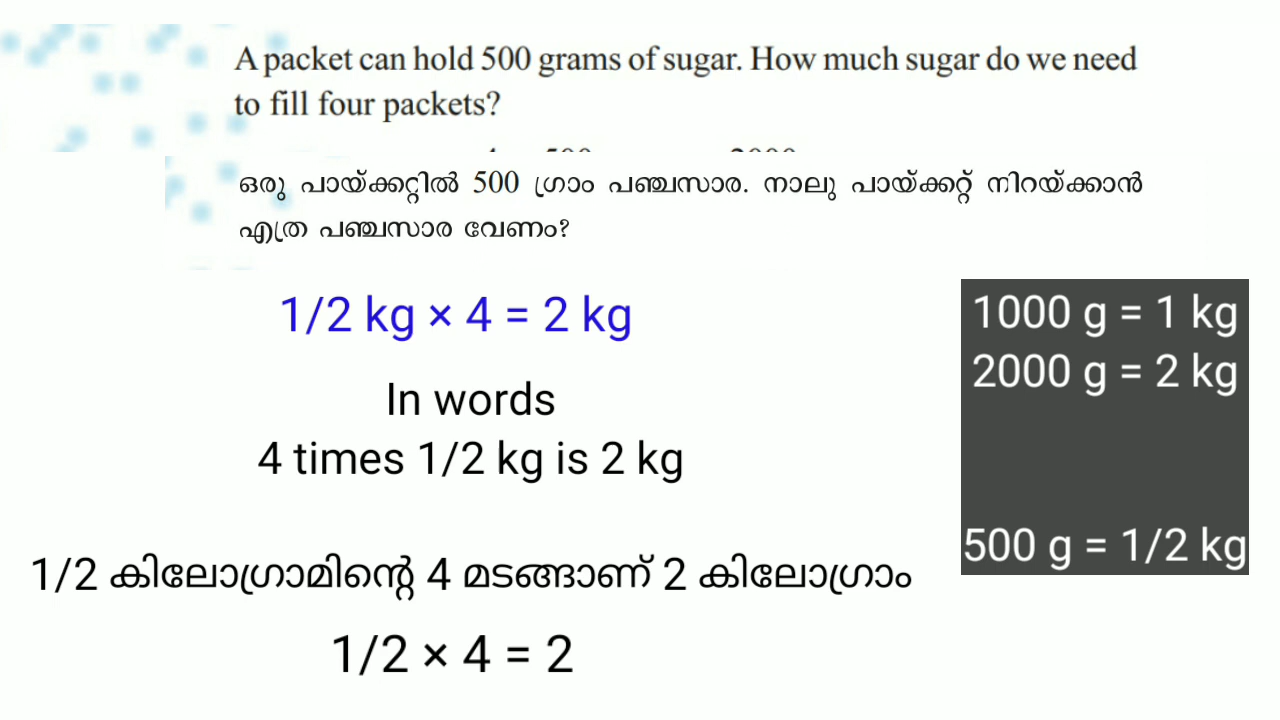 A packet can hold 500 grams of sugar. How much sugar do we need
to fill four packets?
ഒരു പായ്ക്കറ്റിൽ 500 ഗ്രാം പഞ്ചസാര. നാലു പായ്ക്കറ്റ് നിറയ്ക്കാൻ
എത്ര പഞ്ചസാര വേണം?
1/2 kg × 4 = 2 kg
In words
4 times 1/2 kg is 2 kg
1/2 കിലോഗ്രാമിന്റെ 4 മടങ്ങാണ് 2 കിലോഗ്രാം
1/2 × 4 = 2
1000 g = 1 kg
2000 g = 2 kg
500 g = 1/2 kg